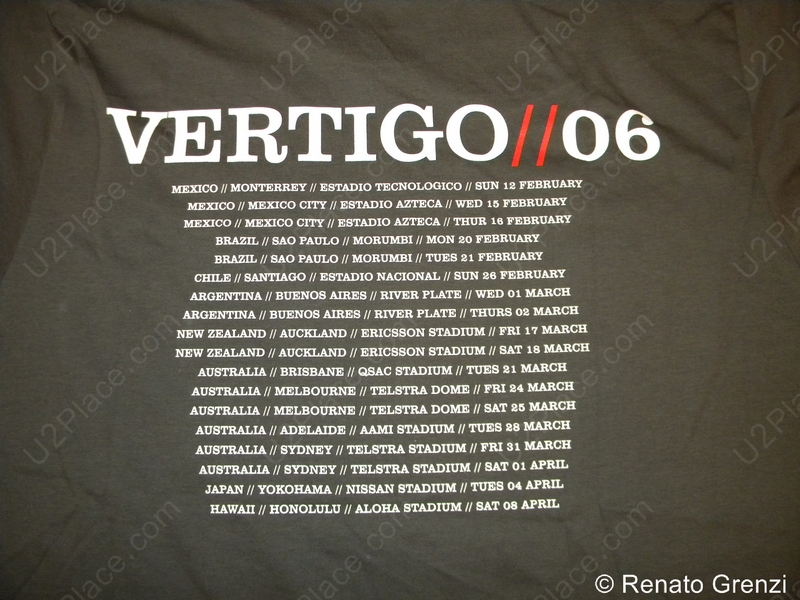 VERTIGO//06
MEXICO // MONTERREY // ESTADIO TECNOLOGICO // SUN 12 FEBRUARY
MEXICO // MEXICO CITY // ESTADIO AZTECA // WED 15 FEBRUARY
MEXICO // MEXICO CITY // ESTADIO AZTECA // THUR 16 FEBRUARY
BRAZIL // SAO PAULO // MORUMBI // MON 20 FEBRUARY
BRAZIL // SAO PAULO // MORUMBI // TUES 21 FEBRUARY
CHILE // SANTIAGO // ESTADIO NACIONAL // SUN 26 FEBRUARY
ARGENTINA // BUENOS AIRES // RIVER PLATE // WED 01 MARCH
ARGENTINA // BUENOS AIRES // RIVER PLATE // THURS 02 MARCH
NEW ZEALAND // AUCKLAND // ERICSSON STADIUM // FRI 17 MARCH
NEW ZEALAND // AUCKLAND // ERICSSON STADIUM // SAT 18 MARCH
AUSTRALIA // BRISBANE // QSAC STADIUM // TUES 21 MARCH
AUSTRALIA // MELBOURNE // TELSTRA DOME // FRI 24 MARCH
AUSTRALIA // MELBOURNE // TELSTRA DOME // SAT 25 MARCH
AUSTRALIA // ADELAIDE // AAMI STADIUM // TUES 28 MARCH
AUSTRALIA // SYDNEY // TELSTRA STADIUM // FRI 31 MARCH
AUSTRALIA // SYDNEY // TELSTRA STADIUM // SAT 01 APRIL
JAPAN // YOKOHAMA // NISSAN STADIUM // TUES 04 APRIL
HAWAII // HONOLULU // ALOHA STADIUM // SAT 08 APRIL
U2Place.com
© Renato Grenzi